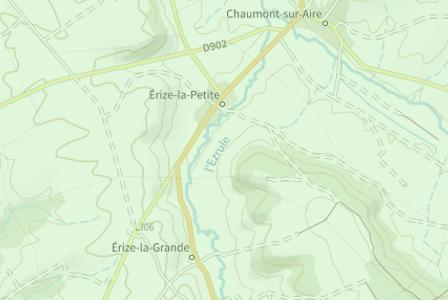 Chaumont-sur-Aire
D902
Érize-la-Petite
l'Ezrule
306
Érize-la-Grande